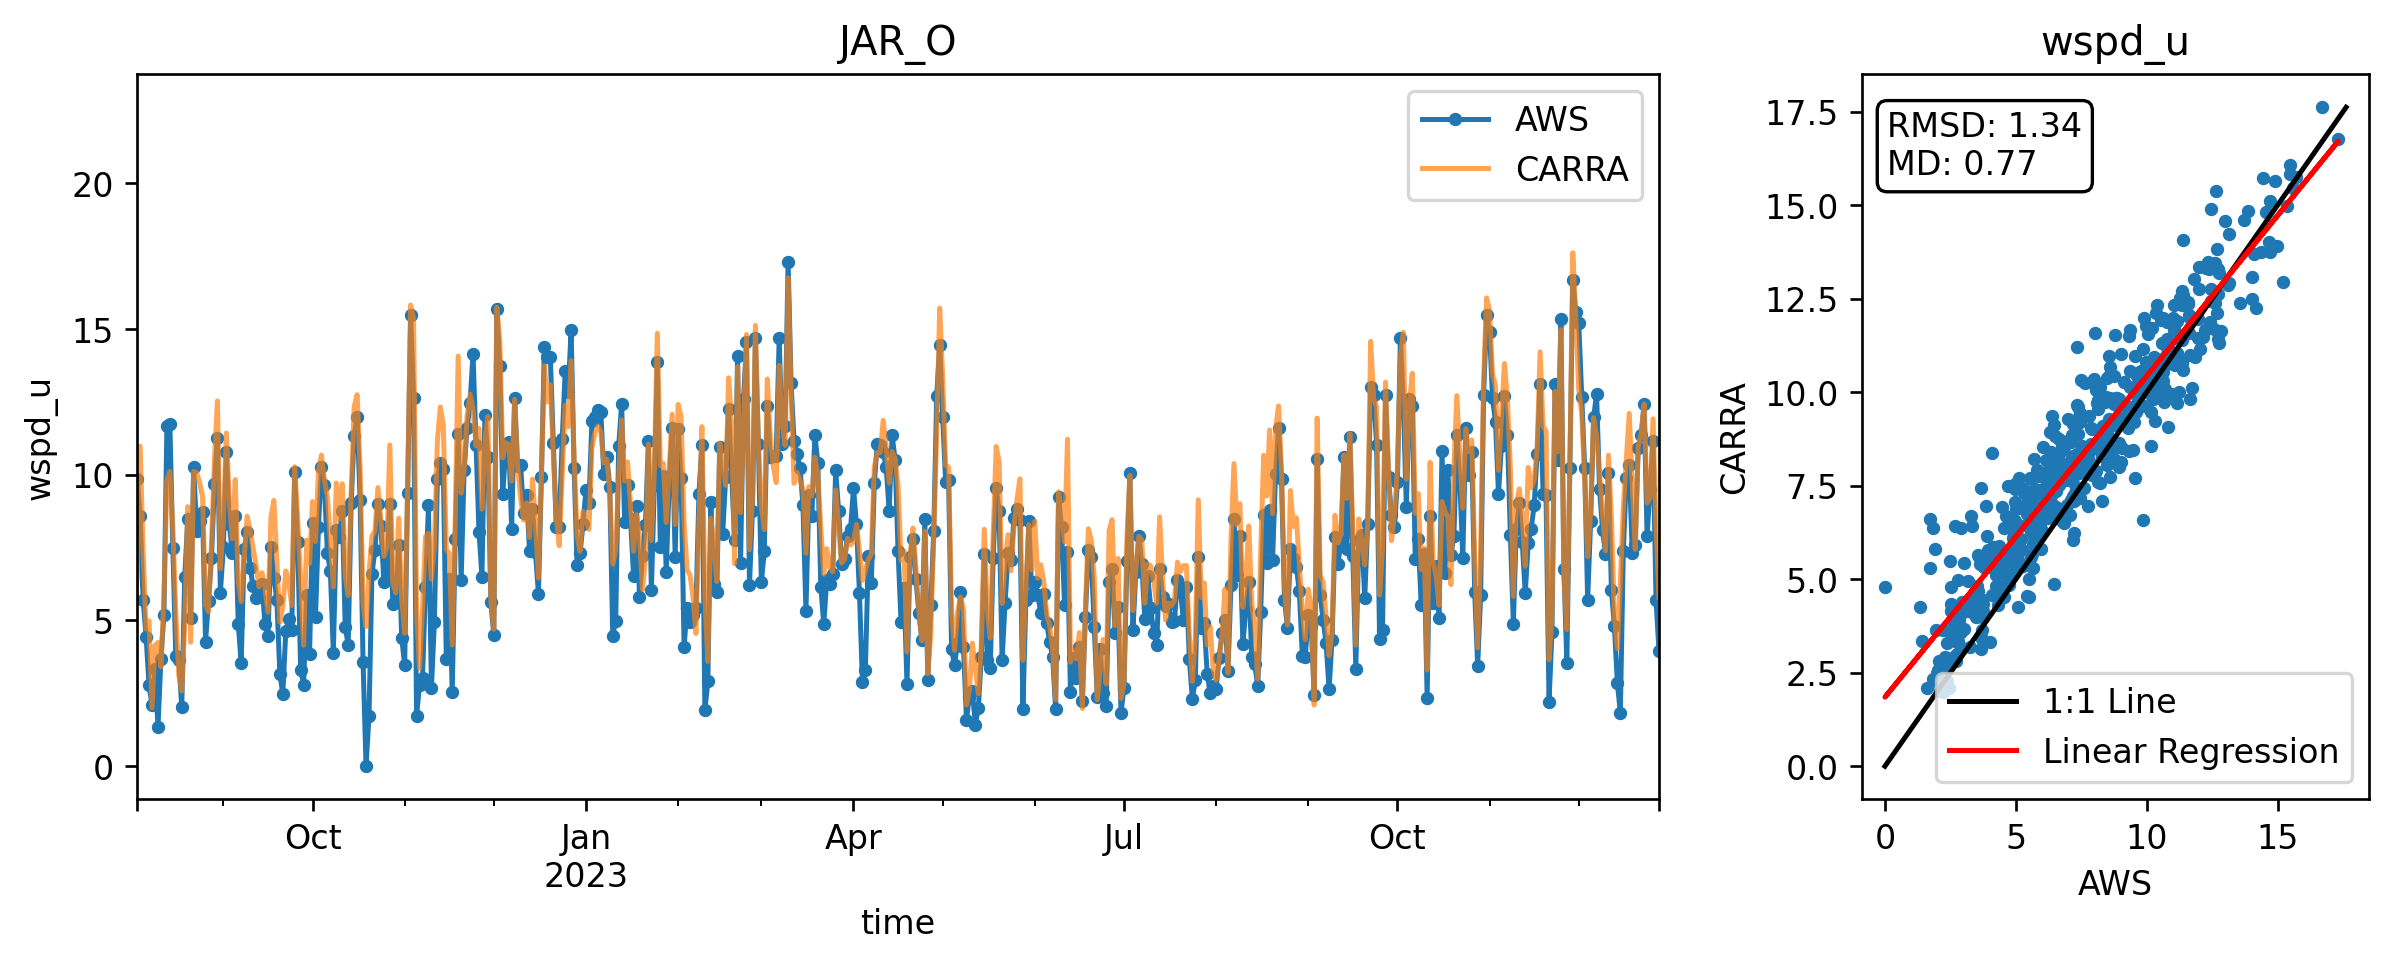 JAR_O
wspd_u
20
15
10
5
0
AWS
CARRA
Oct
Jan
2023
Apr
Jul
Oct
time
wspd_u
CARRA
17.5
15.0
12.5
10.0
7.5
5.0
2.5
0.0
RMSD: 1.34
MD: 0.77
1:1 Line
Linear Regression
0
5
10
15
AWS